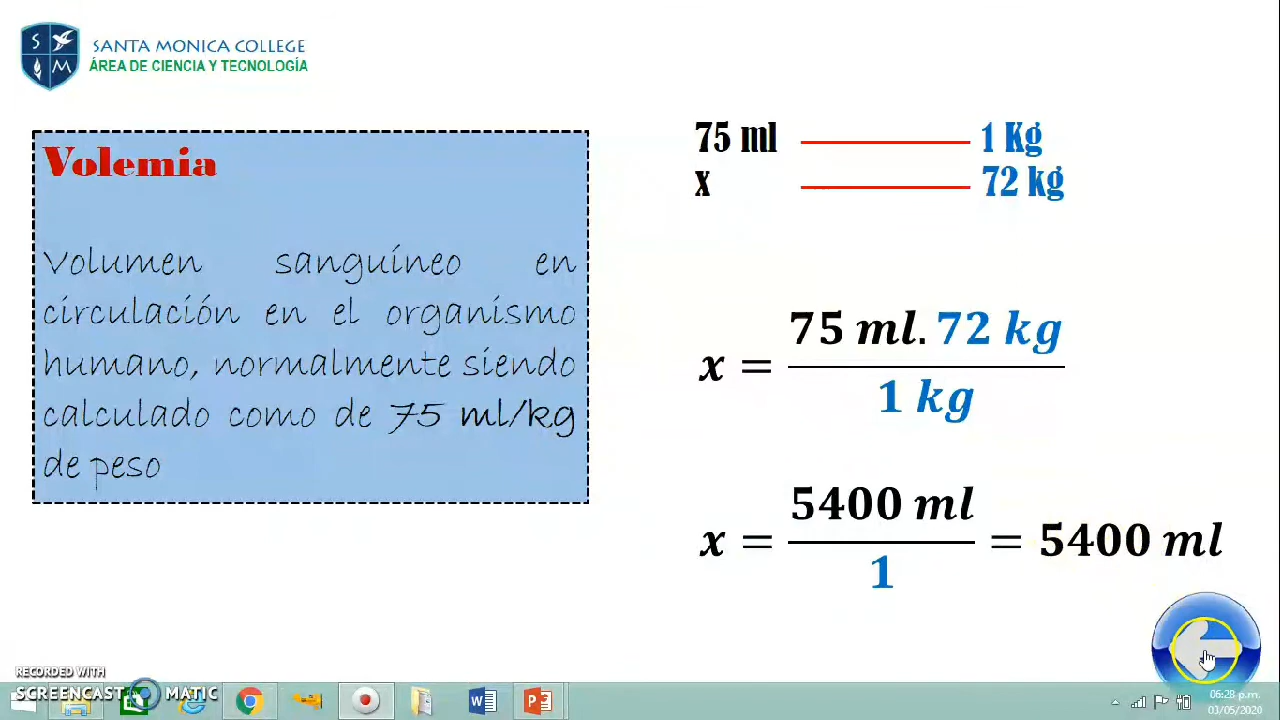 SANTA MONICA COLLEGE
ÁREA DE CIENCIA Y TECNOLOGÍA
S
M
Volemia
Volumen sanguíneo en
circulación en el organismo
humano, normalmente siendo
calculado como de 75 ml/kg
de peso
75 ml 1 Kg
x 72 kg
x = 75 ml. 72 kg / 1 kg
x = 5400 ml / 1 = 5400 ml
RECORDED WITH
SCREENCAST MATIC
06:28 p.m.
03/05/2020